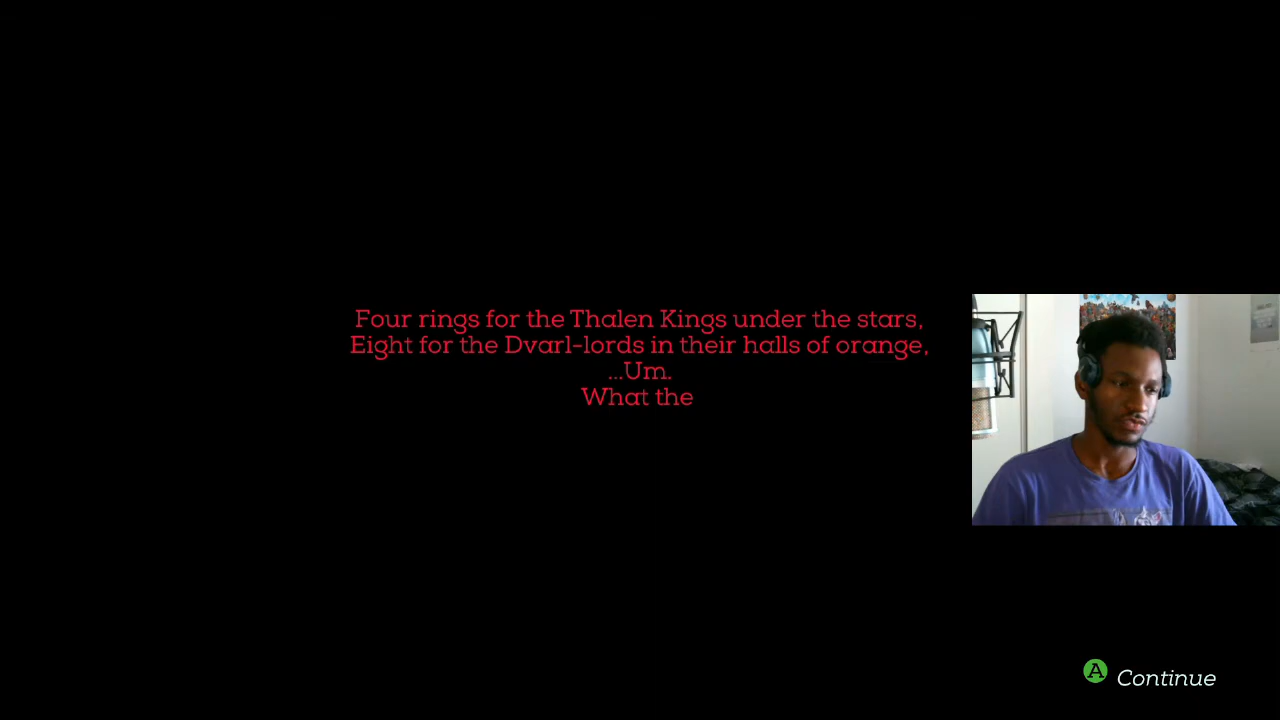 Four rings for the Thalen Kings under the stars,
Eight for the Dvarl-lords in their halls of orange,
...Um.
What the
A Continue